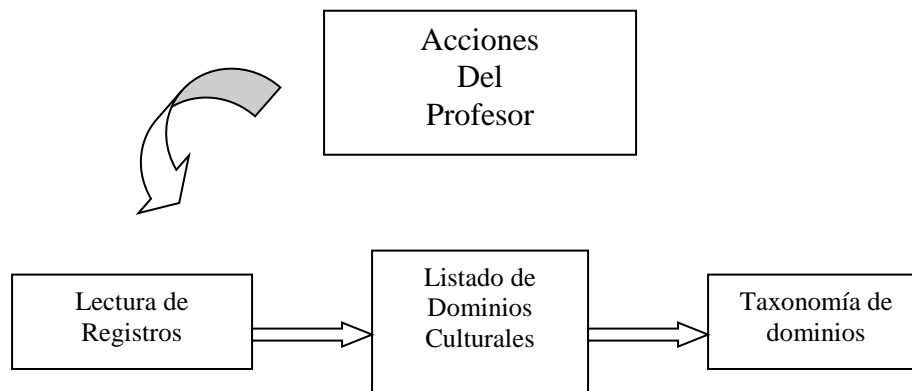 Acciones
Del
Profesor
Lectura de
Registros
Listado de
Dominios
Culturales
Taxonomía de
dominios